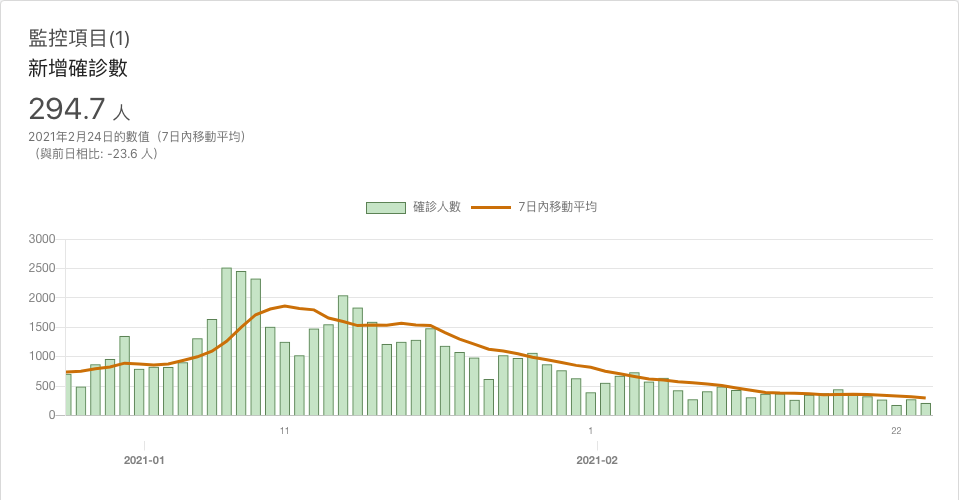 監控項目(1)
新增確診數
294.7 人
2021年2月24日的數值（7日內移動平均）
（與前日相比: -23.6 人）
確診人數 7日內移動平均
3000
2500
2000
1500
1000
500
0
11 1 22
2021-01 2021-02